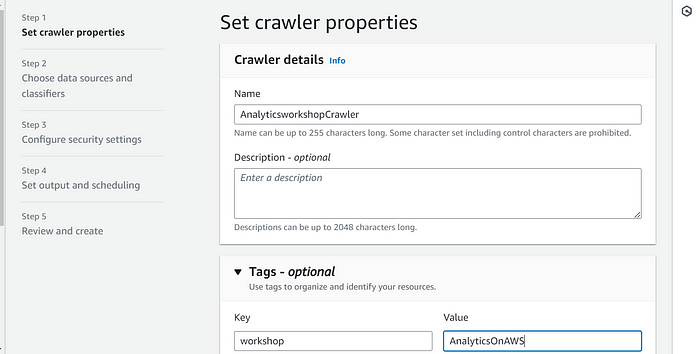 Step 1
Set crawler properties
Step 2
Choose data sources and
classifiers
Step 3
Configure security settings
Step 4
Set output and scheduling
Step 5
Review and create
Set crawler properties
Crawler details Info
Name
AnalyticsworkshopCrawler
Name can be up to 255 characters long. Some character set including control characters are prohibited.
Description - optional
Enter a description
Descriptions can be up to 2048 characters long.
Tags - optional
Use tags to organize and identify your resources.
Key Value
workshop AnalyticsOnAWS